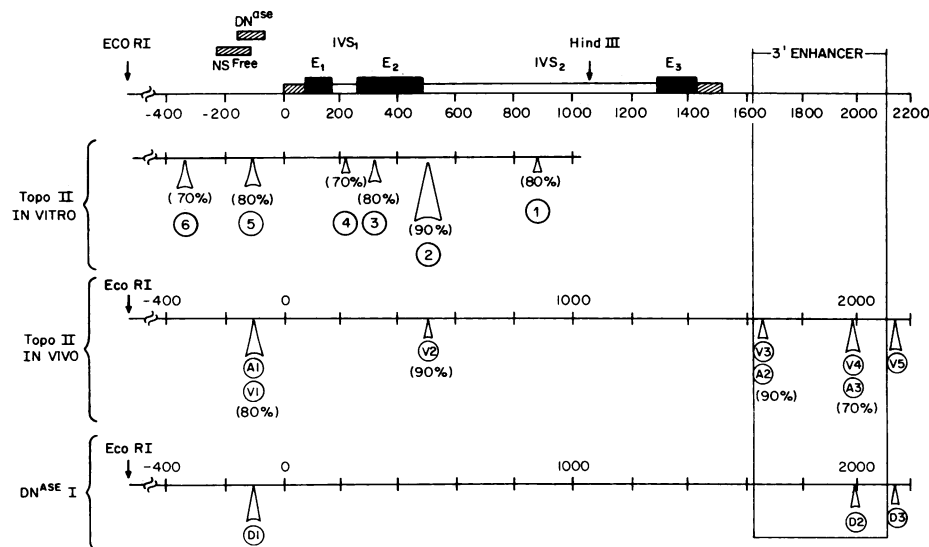 DNase
ECO RI
NS Free
IVS1
E1
E2
IVS2
Hind III
E3
3' ENHANCER
-400 -200 0 200 400 600 800 1000 1200 1400 1600 1800 2000 2200
Topo II
IN VITRO
(70%) (80%) (70%) (80%) (90%) (80%)
6 5 4 3 2 1
Eco RI
-400 0 1000 2000
Topo II
IN VIVO
A1 V2 V3 V4 V5
V1 (90%) A2 A3
(80%) (90%) (70%)
Eco RI
-400 0 1000 2000
DNASE I
D1 D2 D3